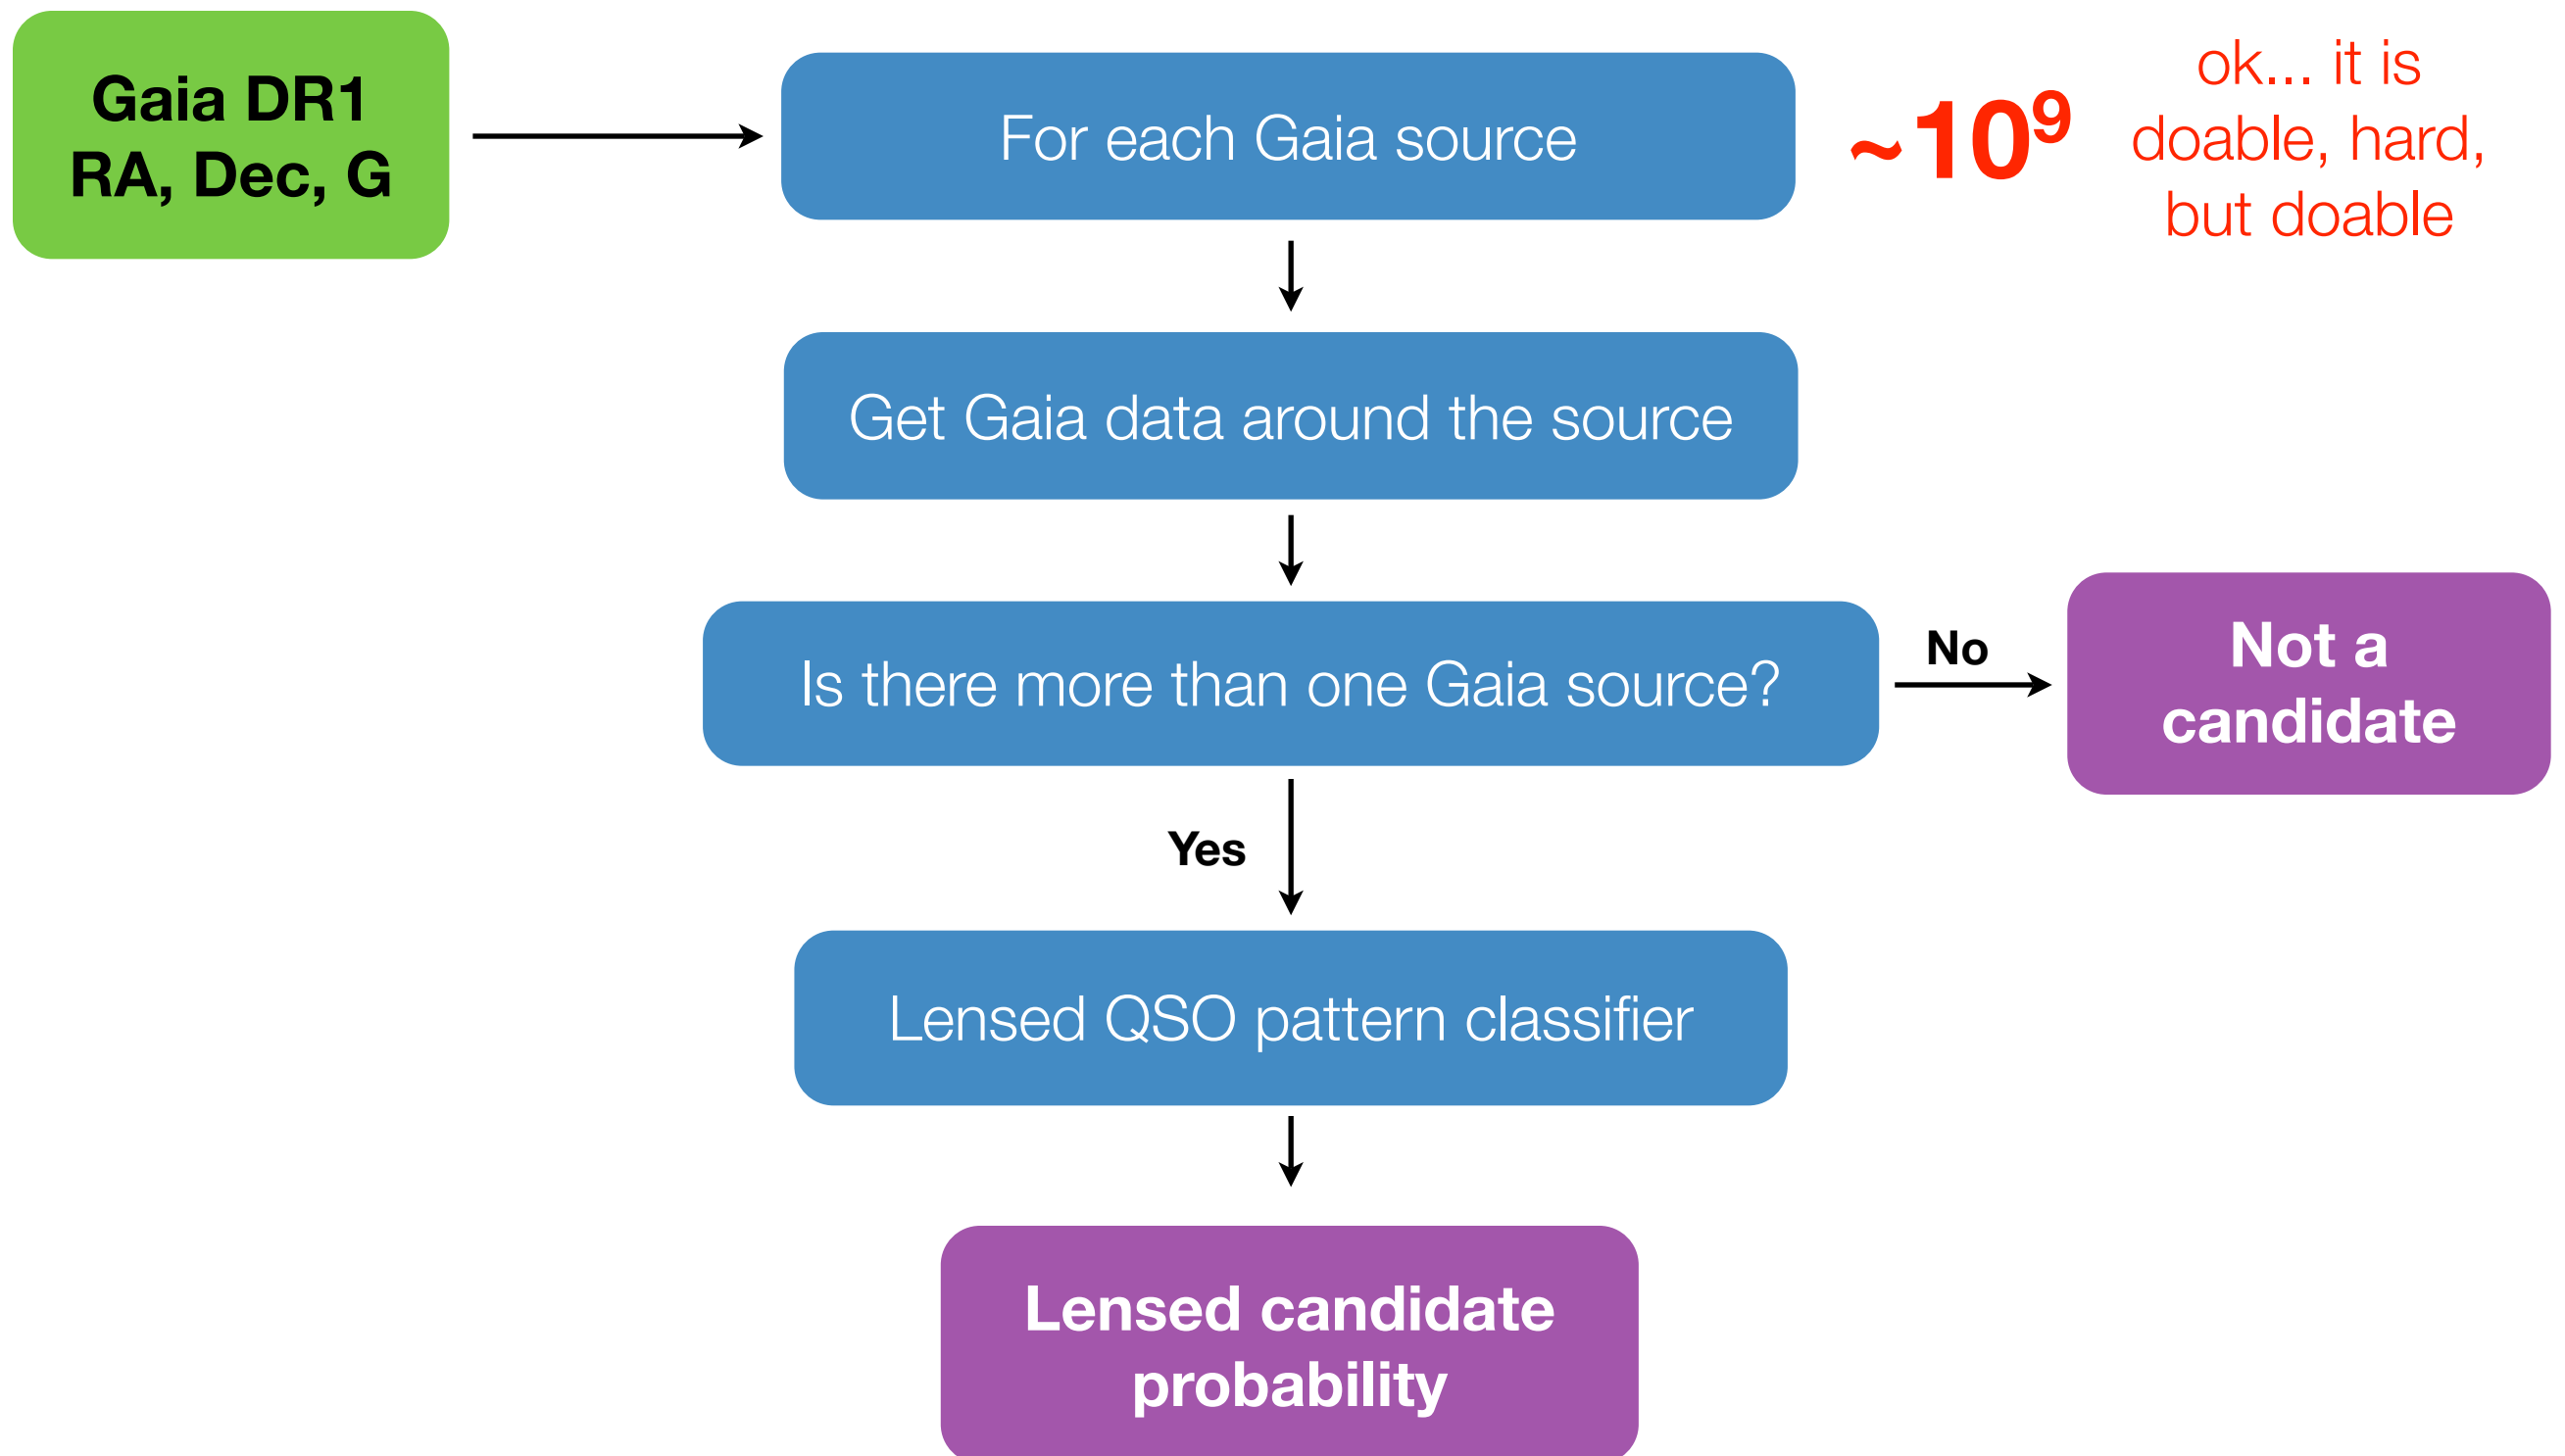 Gaia DR1
RA, Dec, G
For each Gaia source
~10⁹
ok... it is
doable, hard,
but doable
Get Gaia data around the source
Is there more than one Gaia source?
No
Not a
candidate
Yes
Lensed QSO pattern classifier
Lensed candidate
probability